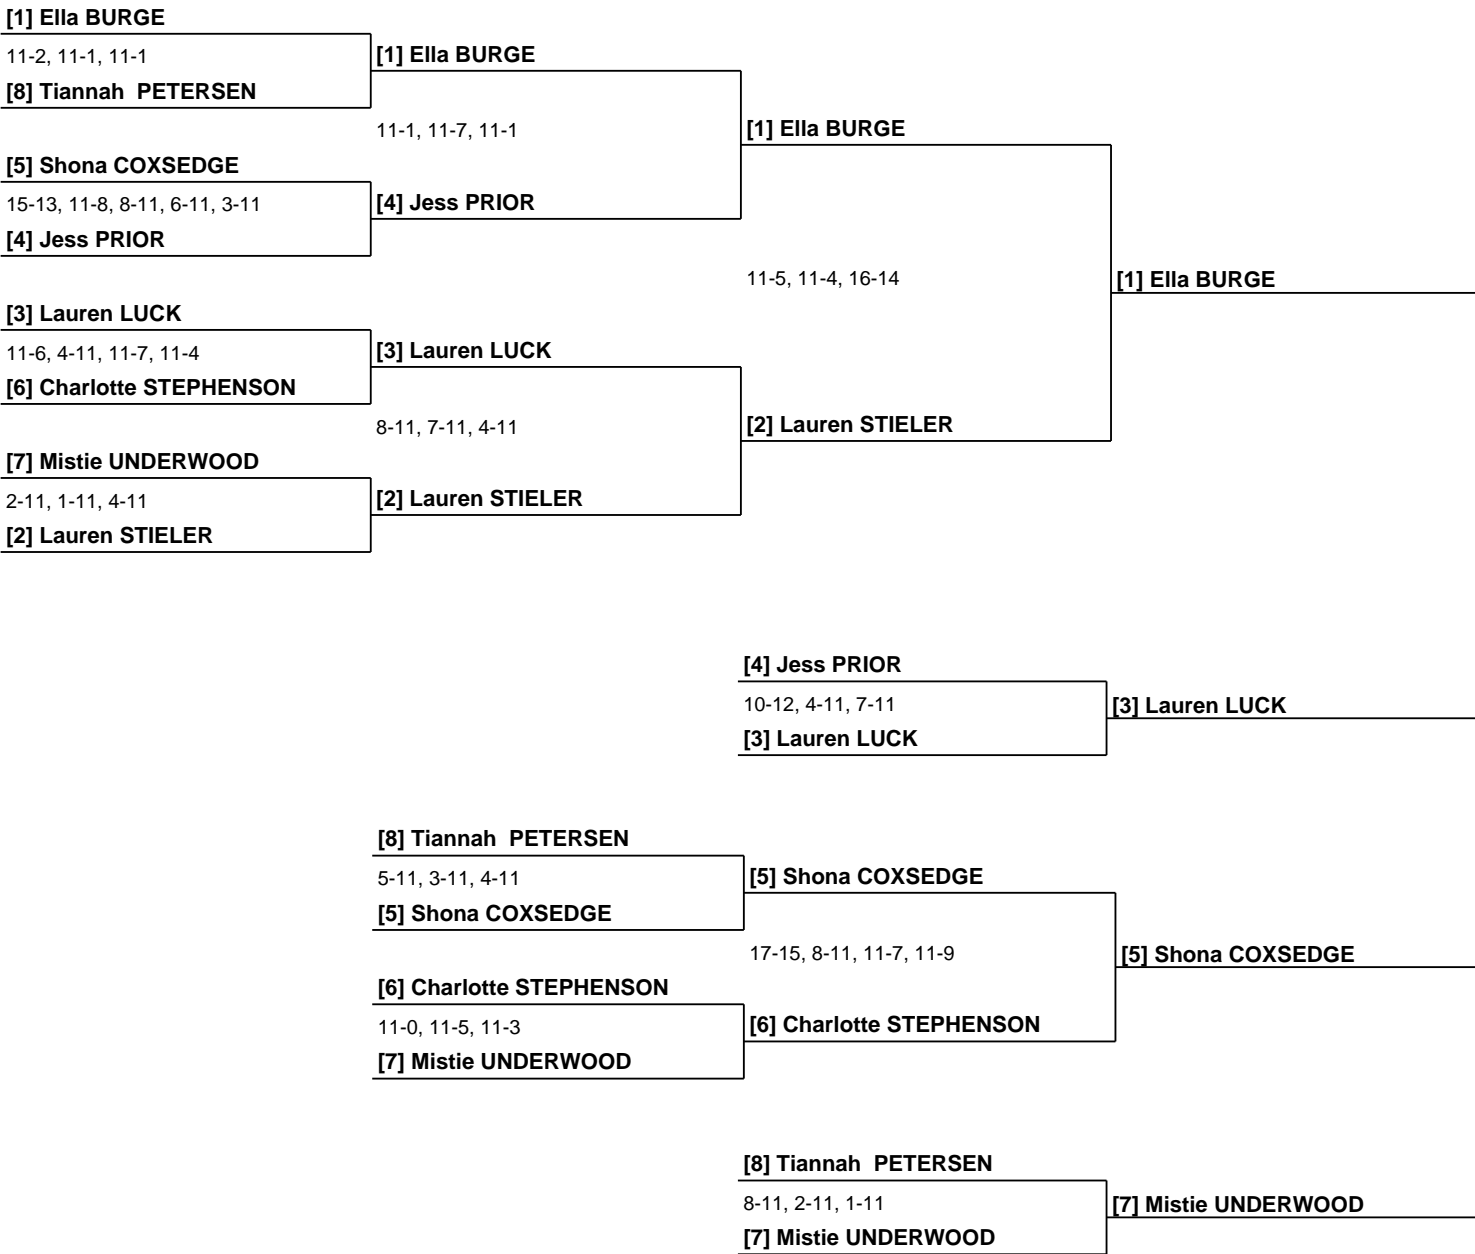 [1] Ella BURGE
11-2, 11-1, 11-1
[1] Ella BURGE
[8] Tiannah  PETERSEN
11-1, 11-7, 11-1
[1] Ella BURGE
[5] Shona COXSEDGE
15-13, 11-8, 8-11, 6-11, 3-11
[4] Jess PRIOR
[4] Jess PRIOR
11-5, 11-4, 16-14
[1] Ella BURGE
[3] Lauren LUCK
11-6, 4-11, 11-7, 11-4
[3] Lauren LUCK
[6] Charlotte STEPHENSON
8-11, 7-11, 4-11
[2] Lauren STIELER
[7] Mistie UNDERWOOD
2-11, 1-11, 4-11
[2] Lauren STIELER
[2] Lauren STIELER
[4] Jess PRIOR
10-12, 4-11, 7-11
[3] Lauren LUCK
[3] Lauren LUCK
[8] Tiannah  PETERSEN
5-11, 3-11, 4-11
[5] Shona COXSEDGE
[5] Shona COXSEDGE
17-15, 8-11, 11-7, 11-9
[5] Shona COXSEDGE
[6] Charlotte STEPHENSON
11-0, 11-5, 11-3
[6] Charlotte STEPHENSON
[7] Mistie UNDERWOOD
[8] Tiannah  PETERSEN
8-11, 2-11, 1-11
[7] Mistie UNDERWOOD
[7] Mistie UNDERWOOD